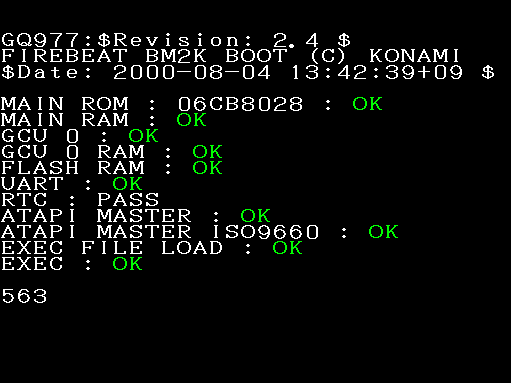 GQ977:$Revision: 2.4 $
FIREBEAT BM2K BOOT (C) KONAMI
$Date: 2000-08-04 13:42:39+09 $
MAIN ROM : 06CB8028 : OK
MAIN RAM : OK
GCU 0 : OK
GCU 0 RAM : OK
FLASH RAM : OK
UART : OK
RTC : PASS
ATAPI MASTER : OK
ATAPI MASTER ISO9660 : OK
EXEC FILE LOAD : OK
EXEC : OK
563